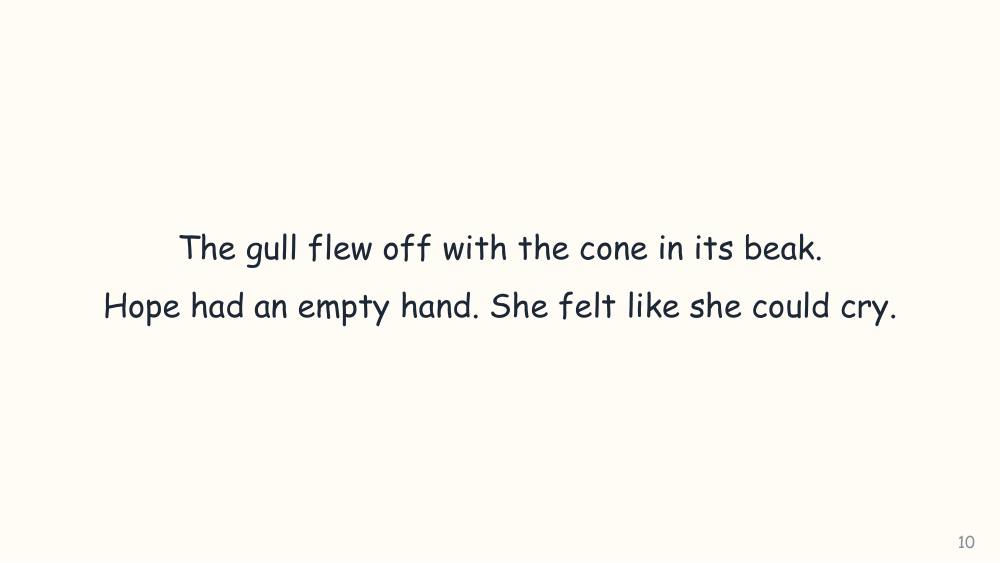 The gull flew off with the cone in its beak.
Hope had an empty hand. She felt like she could cry.
10